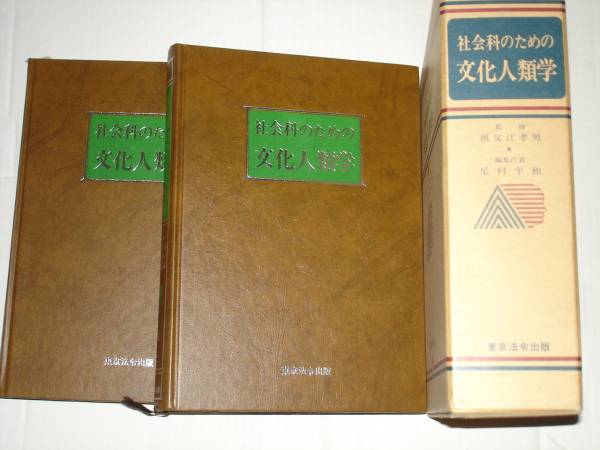 社会科のた
文化人類
東京法令出版
社会科のための
文化人類学
東京法令出版
社会科のための
文化人類学
監修
祖父江孝男
編集代表
星村平和
東京法令出版